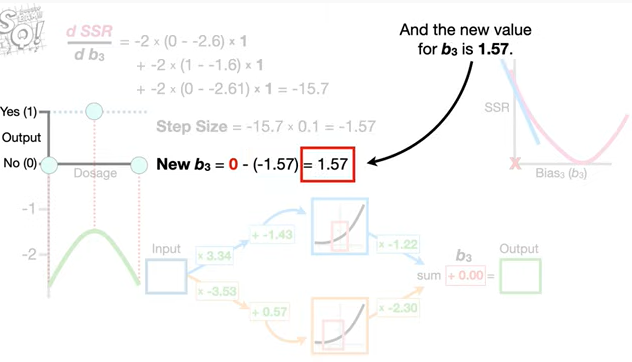 SQ!
d SSR
d b₃
= -2 × (0 - -2.6) × 1
+ -2 × (1 - -1.6) × 1
+ -2 × (0 - -2.61) × 1 = -15.7
And the new value
for b₃ is 1.57.
SSR
Bias₃ (b₃)
Yes (1)
Output
No (0)
Dosage
-1
-2
Step Size = -15.7 × 0.1 = -1.57
New b₃ = 0 - (-1.57) = 1.57
Input
× 3.34
+ -1.43
× -1.22
× -3.53
+ 0.57
× -2.30
b₃
sum + 0.00 =
Output